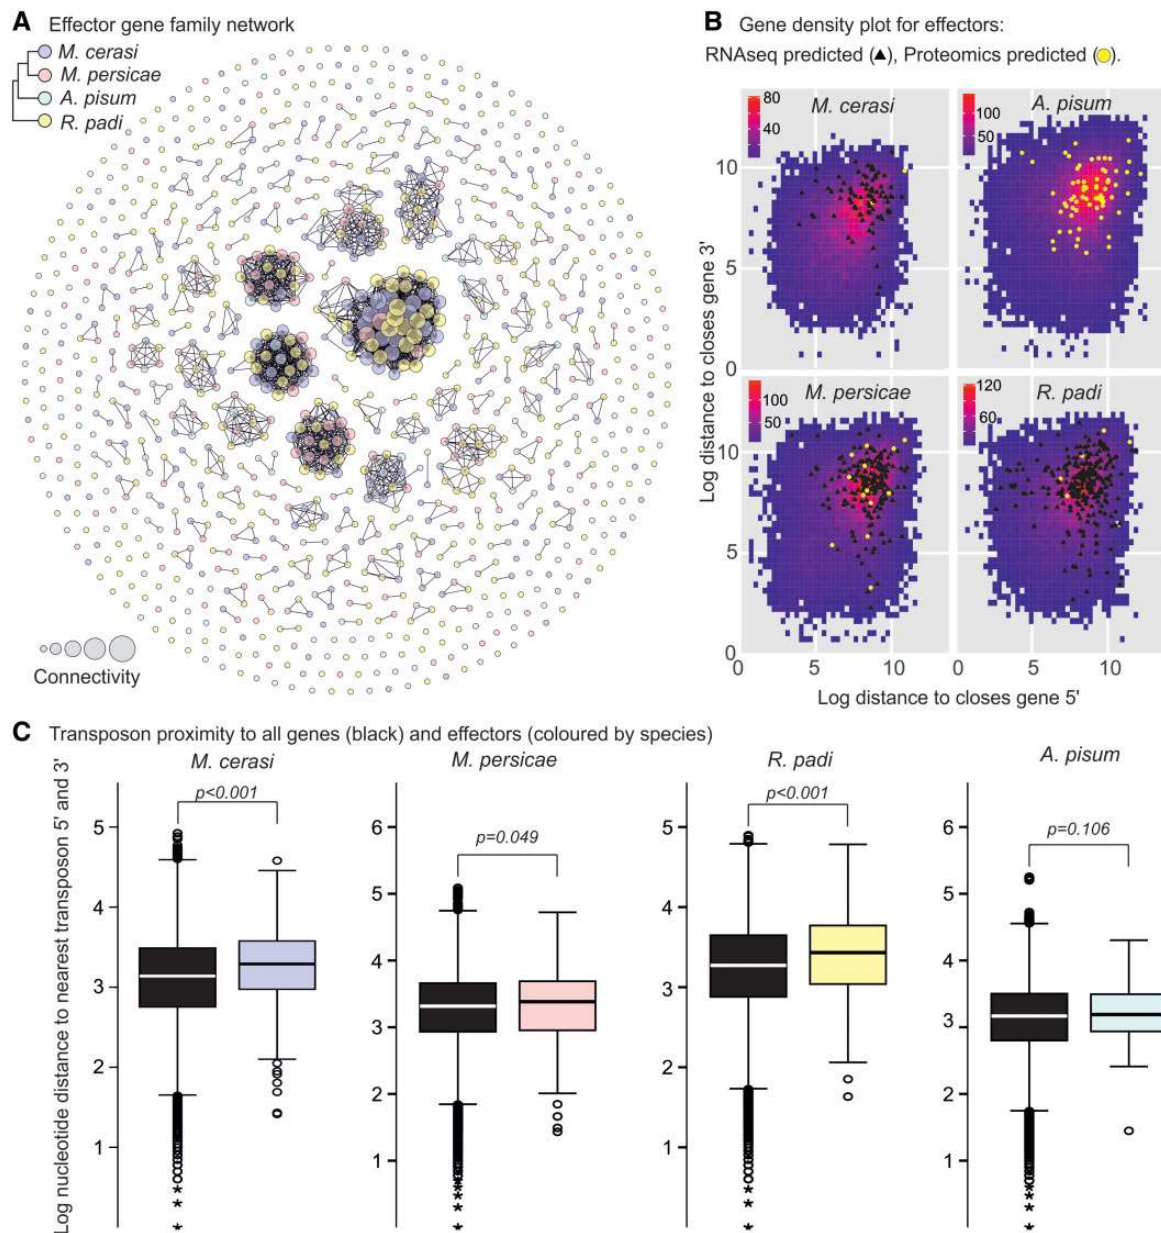 A Effector gene family network
M. cerasi
M. persicae
A. pisum
R. padi
Connectivity
B Gene density plot for effectors:
RNAseq predicted (▲), Proteomics predicted ( ).
M. cerasi
80
40
A. pisum
100
50
M. persicae
100
50
R. padi
120
60
10
5
0
10
5
0
0
5
10
5
10
Log distance to closes gene 3'
Log distance to closes gene 5'
C Transposon proximity to all genes (black) and effectors (coloured by species)
Log nucleotide distance to nearest transposon 5' and 3'
M. cerasi
p<0.001
5
4
3
2
1
M. persicae
p=0.049
6
5
4
3
2
1
R. padi
p<0.001
5
4
3
2
1
A. pisum
p=0.106
6
5
4
3
2
1